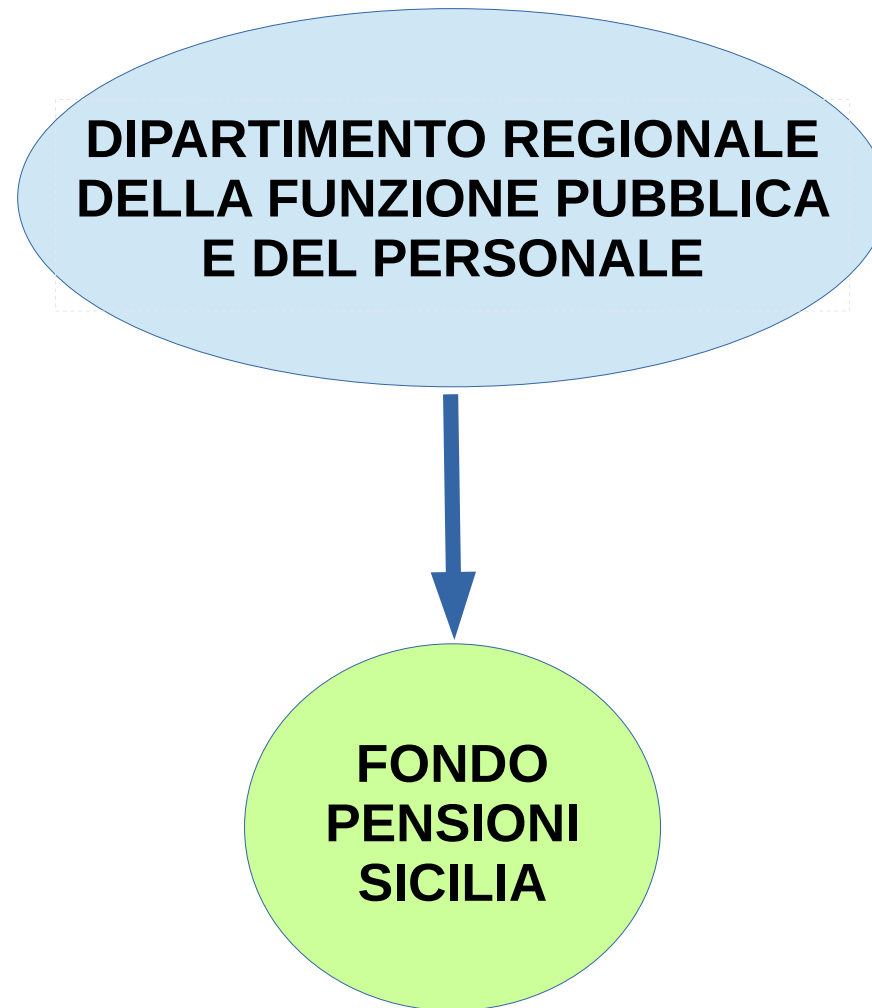 DIPARTIMENTO REGIONALE
DELLA FUNZIONE PUBBLICA
E DEL PERSONALE
FONDO
PENSIONI
SICILIA